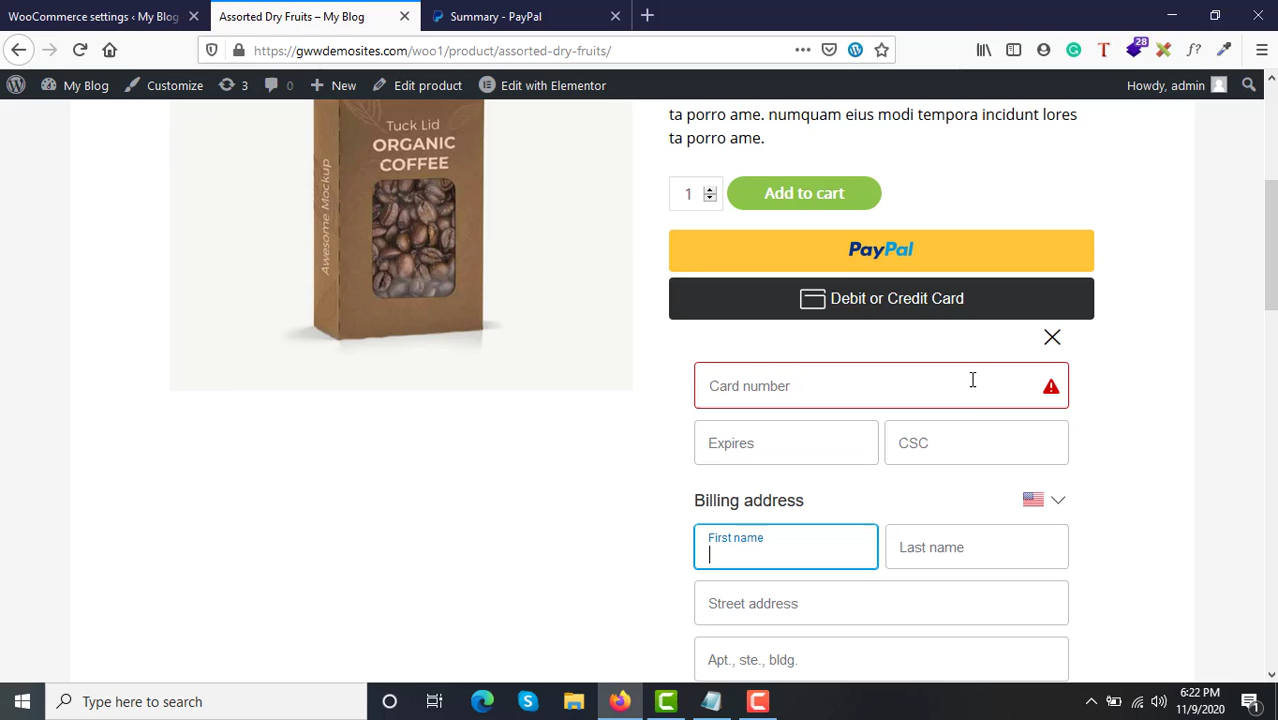 WooCommerce settings ‹ My Blog
Assorted Dry Fruits – My Blog
Summary - PayPal
https://gwwdemosites.com/woo1/product/assorted-dry-fruits/
28
T
f?
My Blog
Customize
3
0
New
Edit product
Edit with Elementor
Howdy, admin
ta porro ame. numquam eius modi tempora incidunt lores
ta porro ame.
Tuck Lid
ORGANIC
COFFEE
Awesome Mockup
1
Add to cart
PayPal
Debit or Credit Card
Card number
Expires
CSC
Billing address
First name
Last name
Street address
Apt., ste., bldg.
Type here to search
6:22 PM
11/9/2020
1